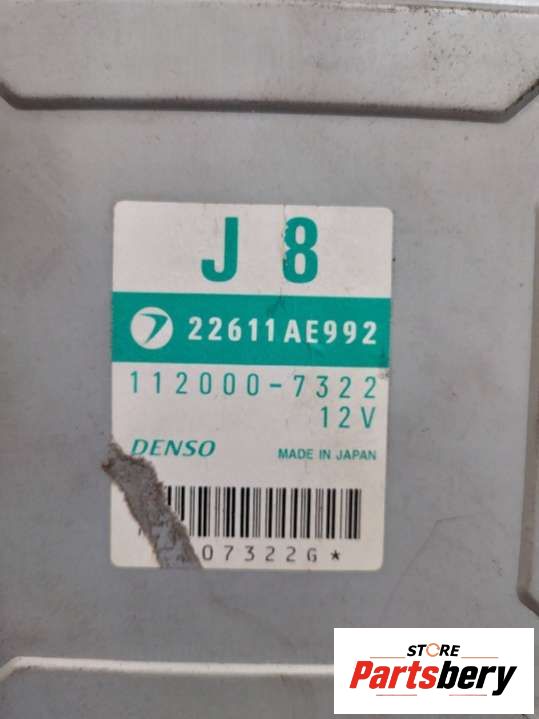 J 8
22611AE992
112000-7322
12V
DENSO
MADE IN JAPAN
07322G *
STORE
Partsbery